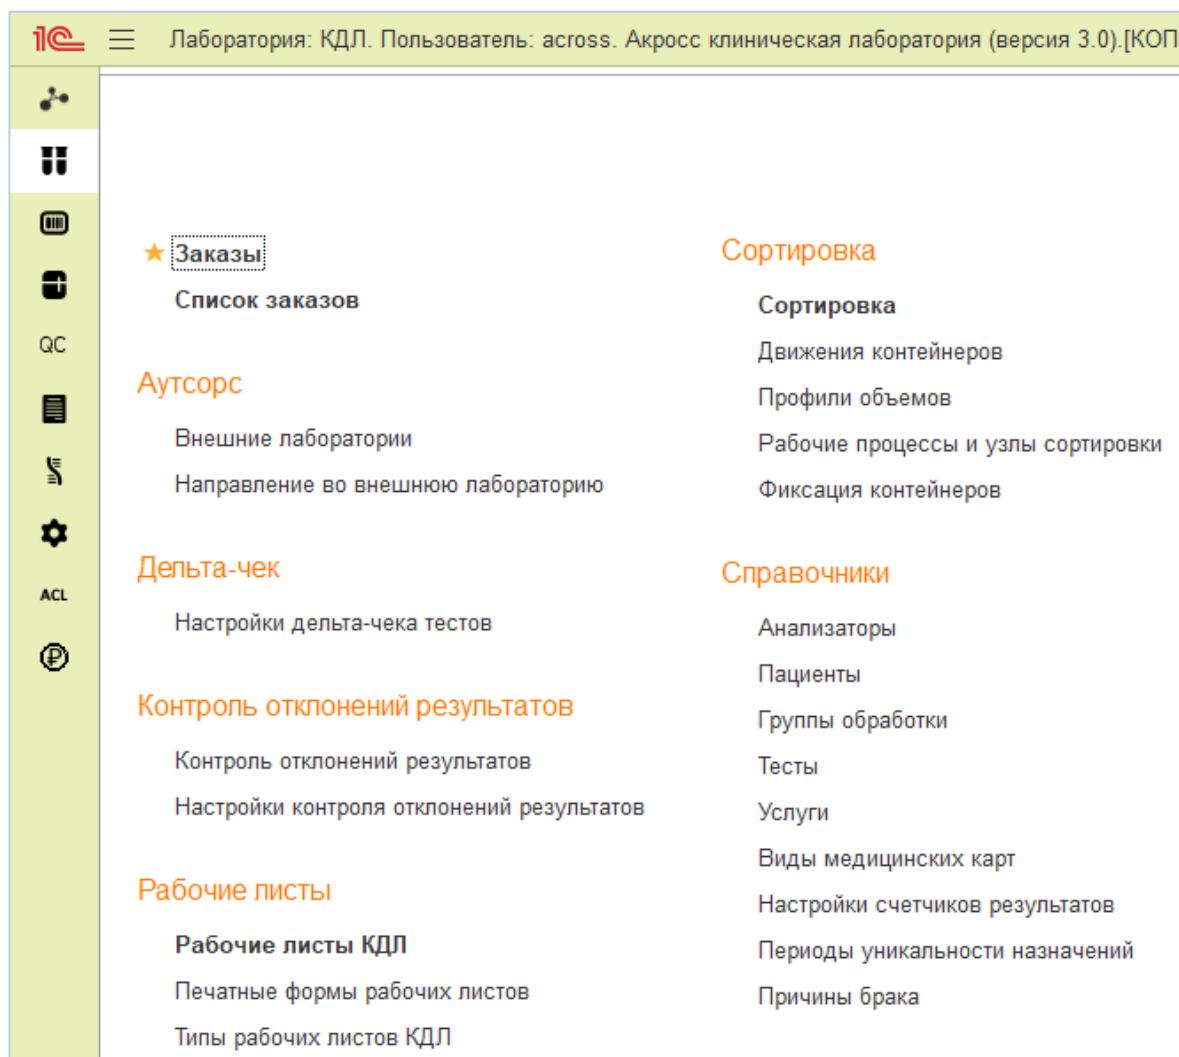 1С Лаборатория: КДЛ. Пользователь: across. Акросс клиническая лаборатория (версия 3.0).[КОП
QC
ACL
Заказы
Список заказов
Аутсорс
Внешние лаборатории
Направление во внешнюю лабораторию
Дельта-чек
Настройки дельта-чека тестов
Контроль отклонений результатов
Контроль отклонений результатов
Настройки контроля отклонений результатов
Рабочие листы
Рабочие листы КДЛ
Печатные формы рабочих листов
Типы рабочих листов КДЛ
Сортировка
Сортировка
Движения контейнеров
Профили объемов
Рабочие процессы и узлы сортировки
Фиксация контейнеров
Справочники
Анализаторы
Пациенты
Группы обработки
Тесты
Услуги
Виды медицинских карт
Настройки счетчиков результатов
Периоды уникальности назначений
Причины брака